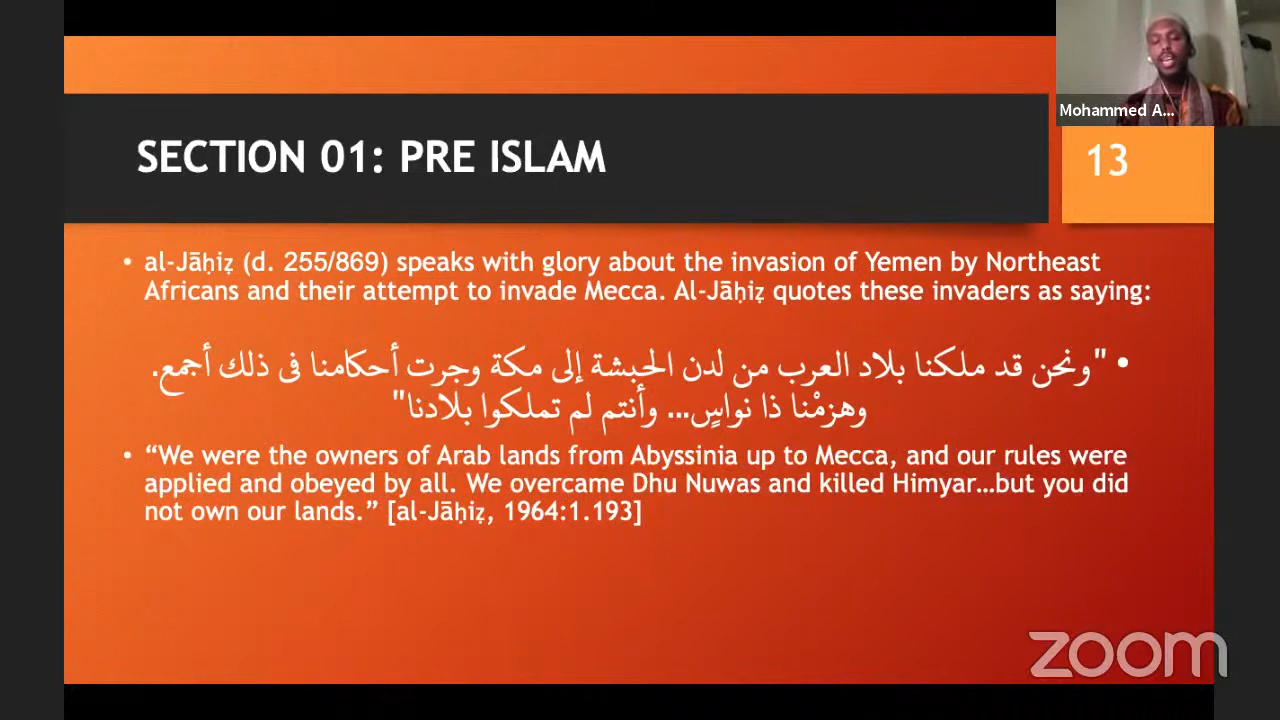 Mohammed A...
SECTION 01: PRE ISLAM
13
• al-Jāḥiẓ (d. 255/869) speaks with glory about the invasion of Yemen by Northeast
Africans and their attempt to invade Mecca. Al-Jāḥiẓ quotes these invaders as saying:
• "ونحن قد ملكنا بلاد العرب من لدن الحبشة إلى مكة وجرت أحكامنا فى ذلك أجمع.
وهزمْنا ذا نواسٍ... وأنتم لم تملكوا بلادنا"
• “We were the owners of Arab lands from Abyssinia up to Mecca, and our rules were
applied and obeyed by all. We overcame Dhu Nuwas and killed Himyar…but you did
not own our lands.” [al-Jāḥiẓ, 1964:1.193]
zoom